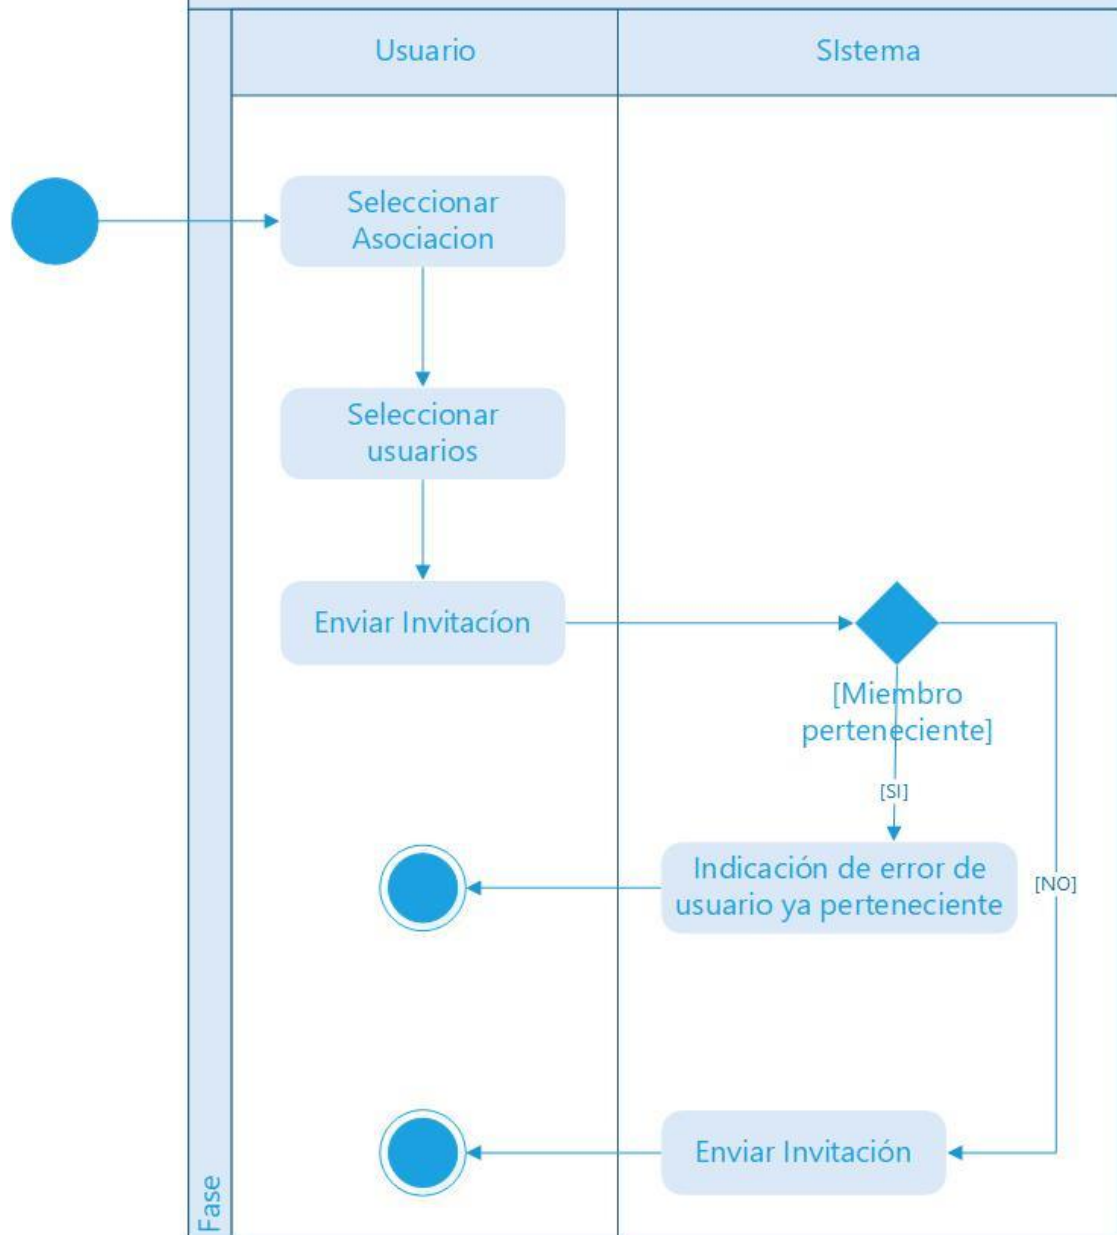 Usuario
SIstema
Seleccionar
Asociacion
Seleccionar
usuarios
Enviar Invitacíon
[Miembro
perteneciente]
[SI]
Indicación de error de
usuario ya perteneciente
[NO]
Enviar Invitación
Fase